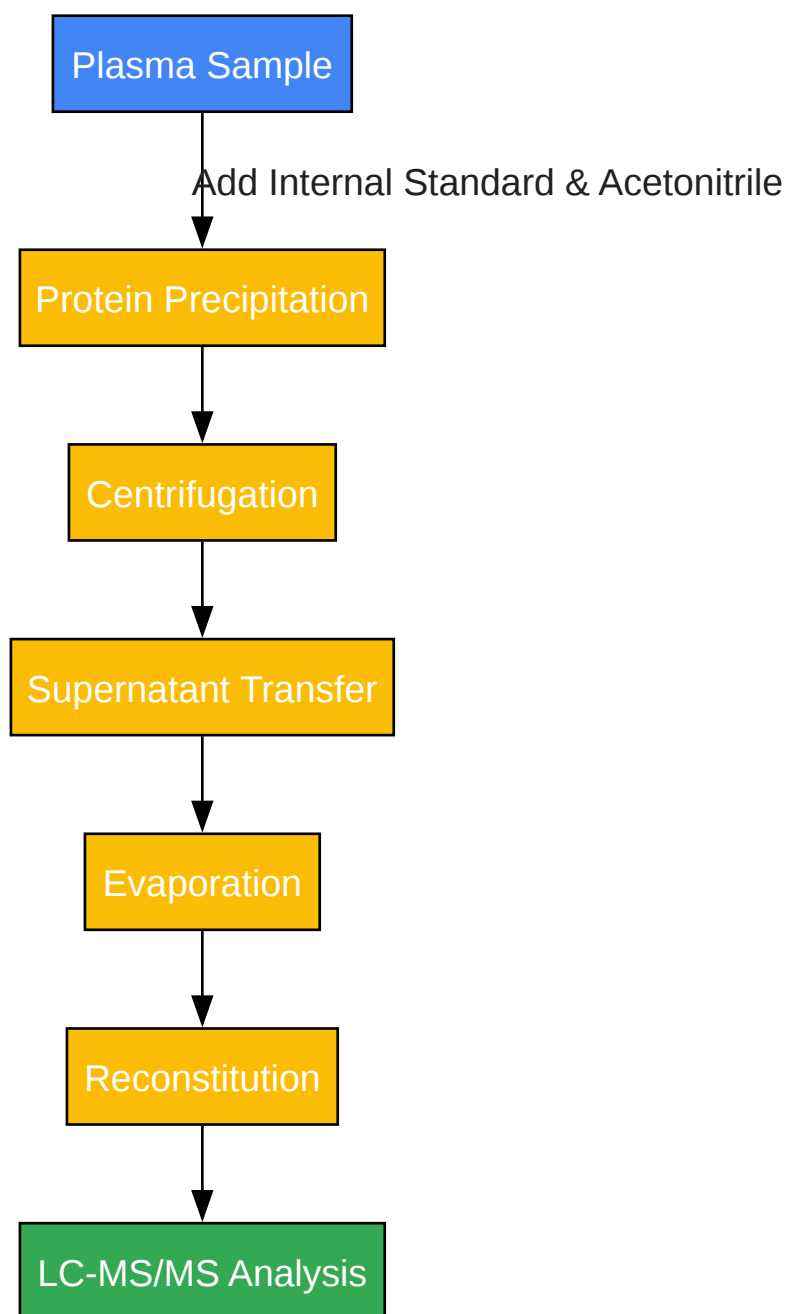 Plasma Sample
Add Internal Standard & Acetonitrile
Protein Precipitation
Centrifugation
Supernatant Transfer
Evaporation
Reconstitution
LC-MS/MS Analysis